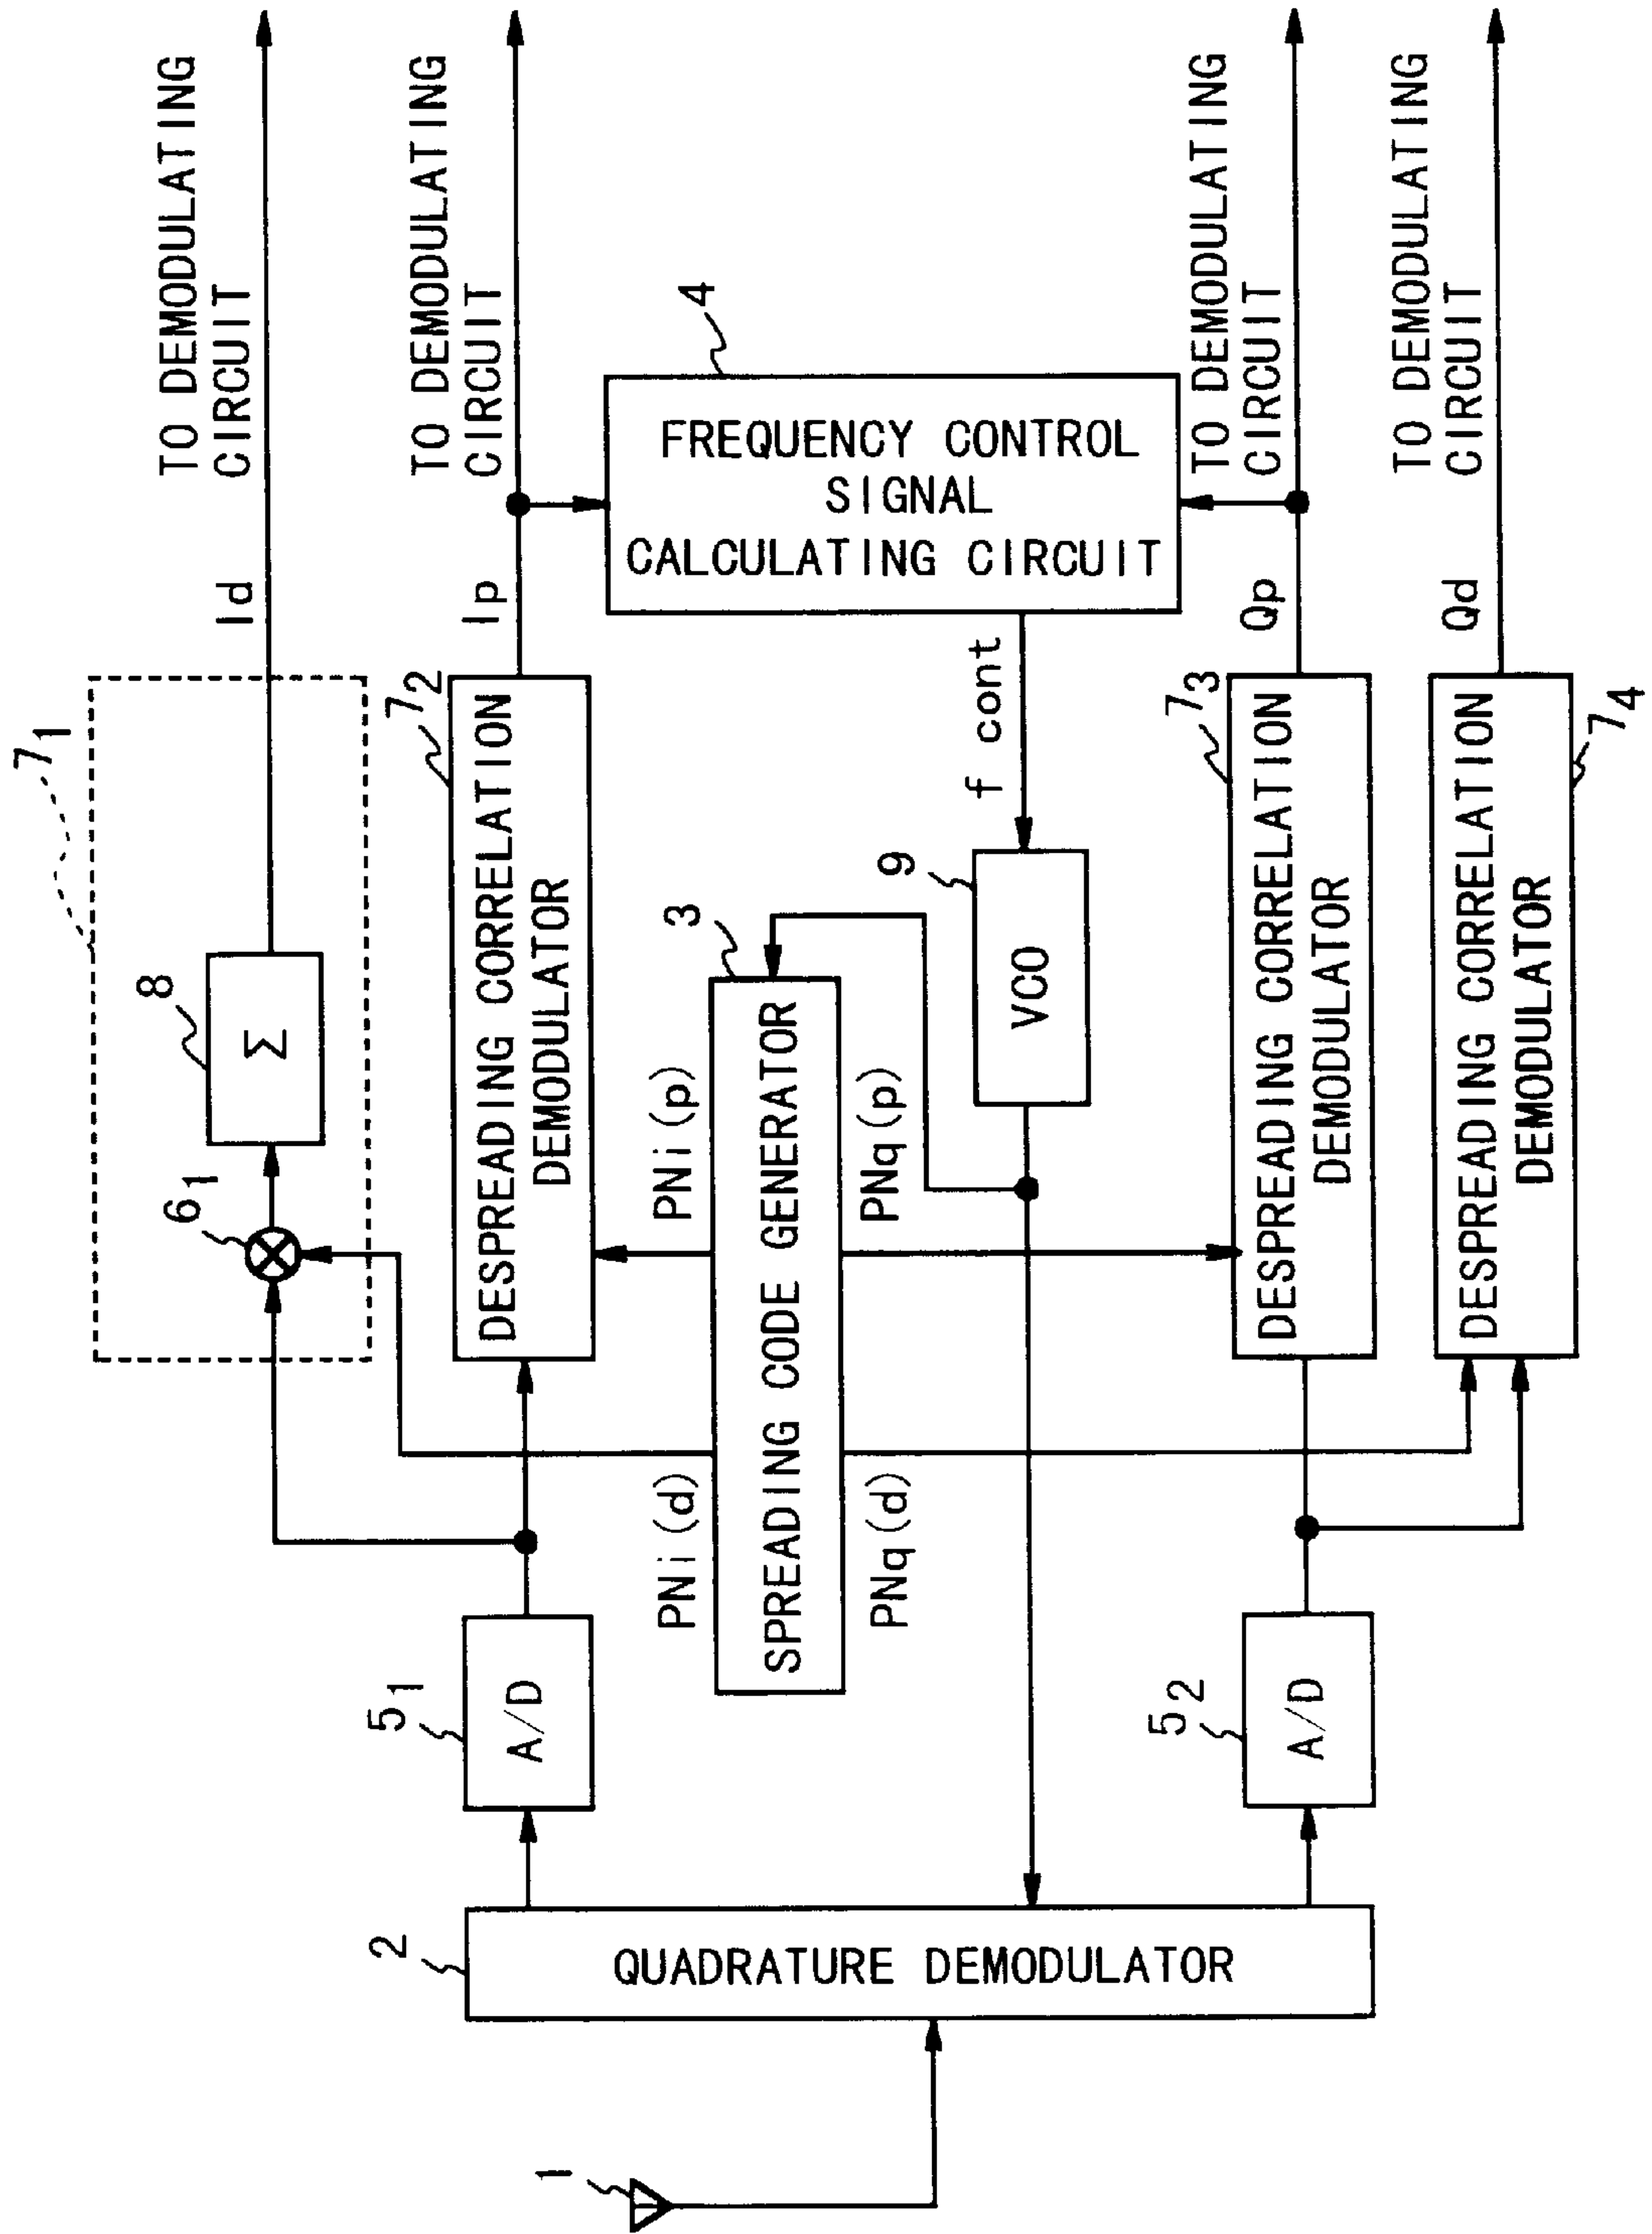 1
2
QUADRATURE DEMODULATOR
5₁
A/D
5₂
A/D
7₁
6₁
8
Σ
Id
TO DEMODULATING
CIRCUIT
7₂
DESPREADING CORRELATION
DEMODULATOR
Ip
TO DEMODULATING
CIRCUIT
PNi(d)
PNi(p)
3
SPREADING CODE GENERATOR
PNq(d)
PNq(p)
9
VCO
f cont
4
FREQUENCY CONTROL
SIGNAL
CALCULATING CIRCUIT
7₃
DESPREADING CORRELATION
DEMODULATOR
Qp
TO DEMODULATING
CIRCUIT
7₄
DESPREADING CORRELATION
DEMODULATOR
Qd
TO DEMODULATING
CIRCUIT